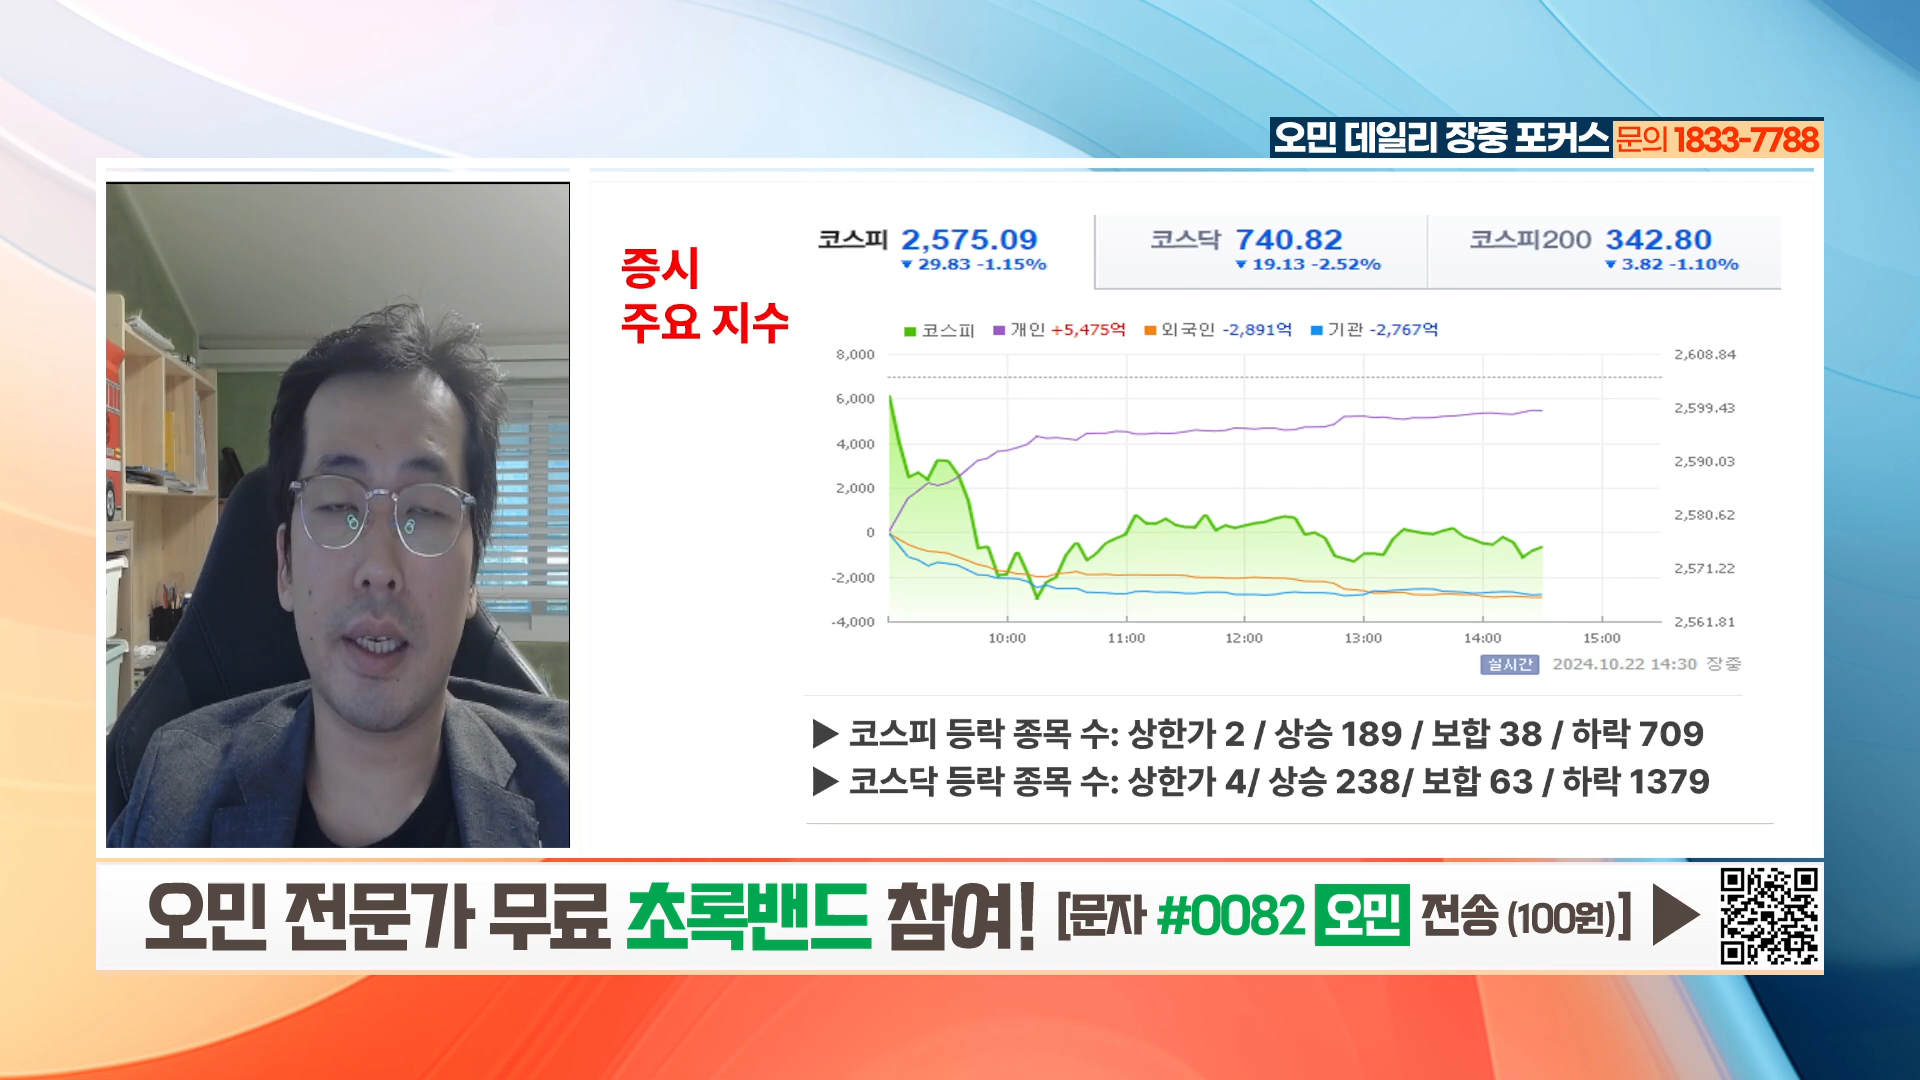 오민 데일리 장중 포커스 문의 1833-7788
증시
주요 지수
코스피 2,575.09
▼ 29.83 -1.15%
코스닥 740.82
▼ 19.13 -2.52%
코스피200 342.80
▼ 3.82 -1.10%
코스피 개인 +5,475억 외국인 -2,891억 기관 -2,767억
8,000
6,000
4,000
2,000
0
-2,000
-4,000
2,608.84
2,599.43
2,590.03
2,580.62
2,571.22
2,561.81
10:00 11:00 12:00 13:00 14:00 15:00
실시간 2024.10.22 14:30 장중
▶ 코스피 등락 종목 수: 상한가 2 / 상승 189 / 보합 38 / 하락 709
▶ 코스닥 등락 종목 수: 상한가 4/ 상승 238/ 보합 63 / 하락 1379
오민 전문가 무료 초록밴드 참여! [문자 #0082 오민 전송 (100원)] ▶